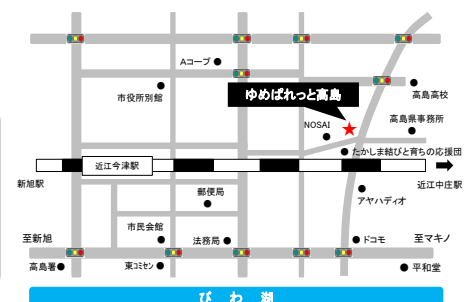 Aコープ
市役所別館
ゆめぱれっと高島
高島高校
NOSAI
高島県事務所
たかしま結びと育ちの応援団
近江今津駅
新旭駅
近江中庄駅
郵便局
アヤハディオ
市民会館
至新旭
法務局
ドコモ
至マキノ
高島署
東コミセン
平和堂
びわ湖